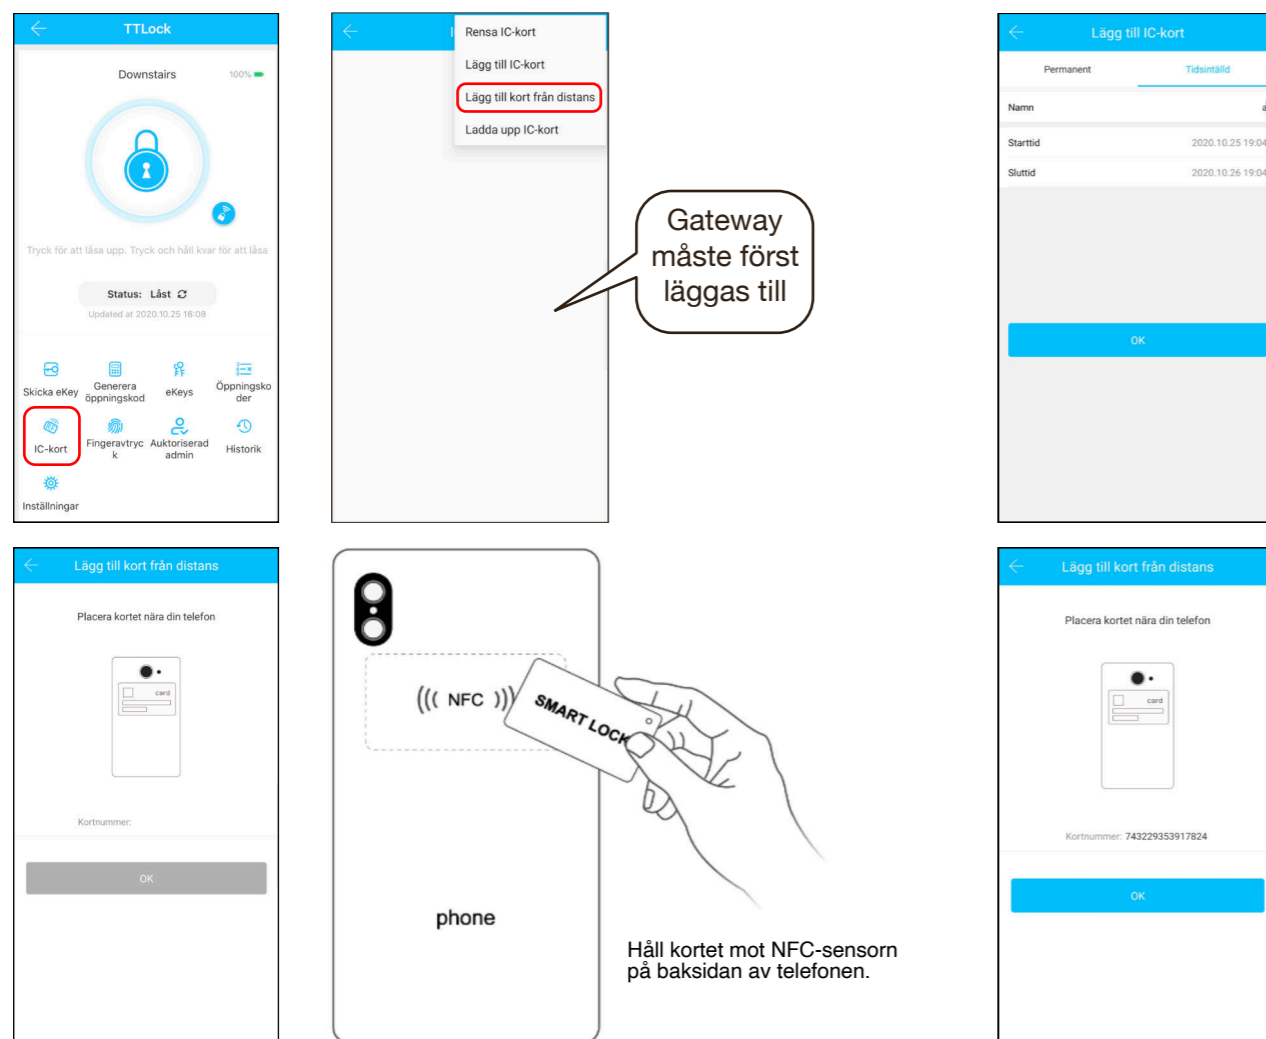 TTLock
Downstairs
100%
Tryck för att låsa upp. Tryck och håll kvar för att låsa
Status: Låst
Updated at 2020.10.25 16:08
Skicka eKey
Generera
öppningskod
eKeys
Öppningsko
der
IC-kort
Fingeravtryc
k
Auktoriserad
admin
Historik
Inställningar
Rensa IC-kort
Lägg till IC-kort
Lägg till kort från distans
Ladda upp IC-kort
Gateway
måste först
läggas till
Lägg till IC-kort
Permanent
Tidsintälld
Namn
Starttid
2020.10.25 19:04
Sluttid
2020.10.26 19:04
OK
Lägg till kort från distans
Placera kortet nära din telefon
card
Kortnummer:
OK
((( NFC )))
SMART LOCK
phone
Håll kortet mot NFC-sensorn
på baksidan av telefonen.
Lägg till kort från distans
Placera kortet nära din telefon
card
Kortnummer: 743229353917824
OK